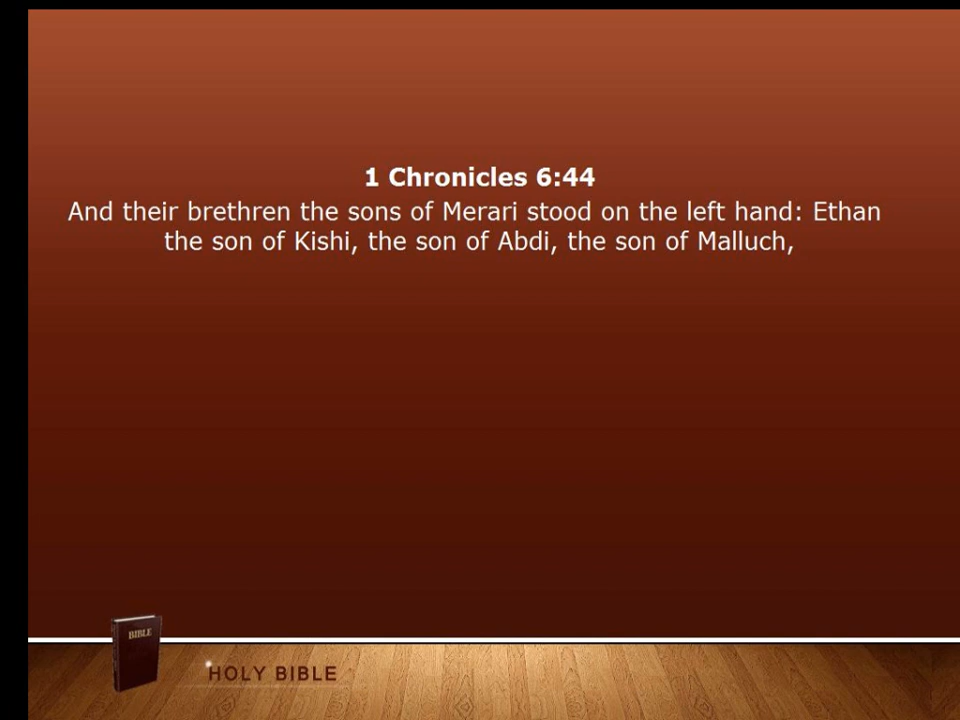 1 Chronicles 6:44
And their brethren the sons of Merari stood on the left hand: Ethan
the son of Kishi, the son of Abdi, the son of Malluch,
BIBLE
HOLY BIBLE